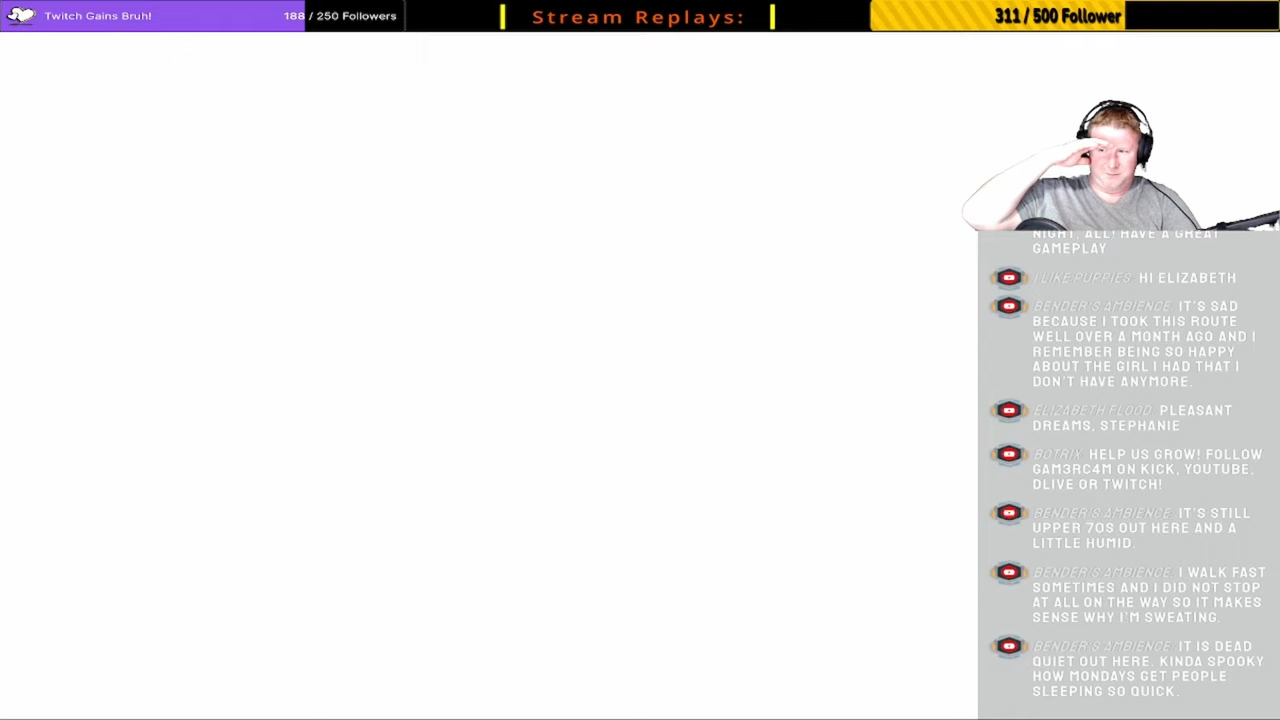 Twitch Gains Bruh!
188 / 250 Followers
Stream Replays:
311 / 500 Follower
NIGHT, ALL! HAVE A GREAT
GAMEPLAY
I LIKE PUPPIES: HI ELIZABETH
BENDER'S AMBIENCE: IT'S SAD
BECAUSE I TOOK THIS ROUTE
WELL OVER A MONTH AGO AND I
REMEMBER BEING SO HAPPY
ABOUT THE GIRL I HAD THAT I
DON'T HAVE ANYMORE.
ELIZABETH FLOOD: PLEASANT
DREAMS, STEPHANIE
BOTRIX: HELP US GROW! FOLLOW
GAM3RC4M ON KICK, YOUTUBE,
DLIVE OR TWITCH!
BENDER'S AMBIENCE: IT'S STILL
UPPER 70S OUT HERE AND A
LITTLE HUMID.
BENDER'S AMBIENCE: I WALK FAST
SOMETIMES AND I DID NOT STOP
AT ALL ON THE WAY SO IT MAKES
SENSE WHY I'M SWEATING.
BENDER'S AMBIENCE: IT IS DEAD
QUIET OUT HERE. KINDA SPOOKY
HOW MONDAYS GET PEOPLE
SLEEPING SO QUICK.